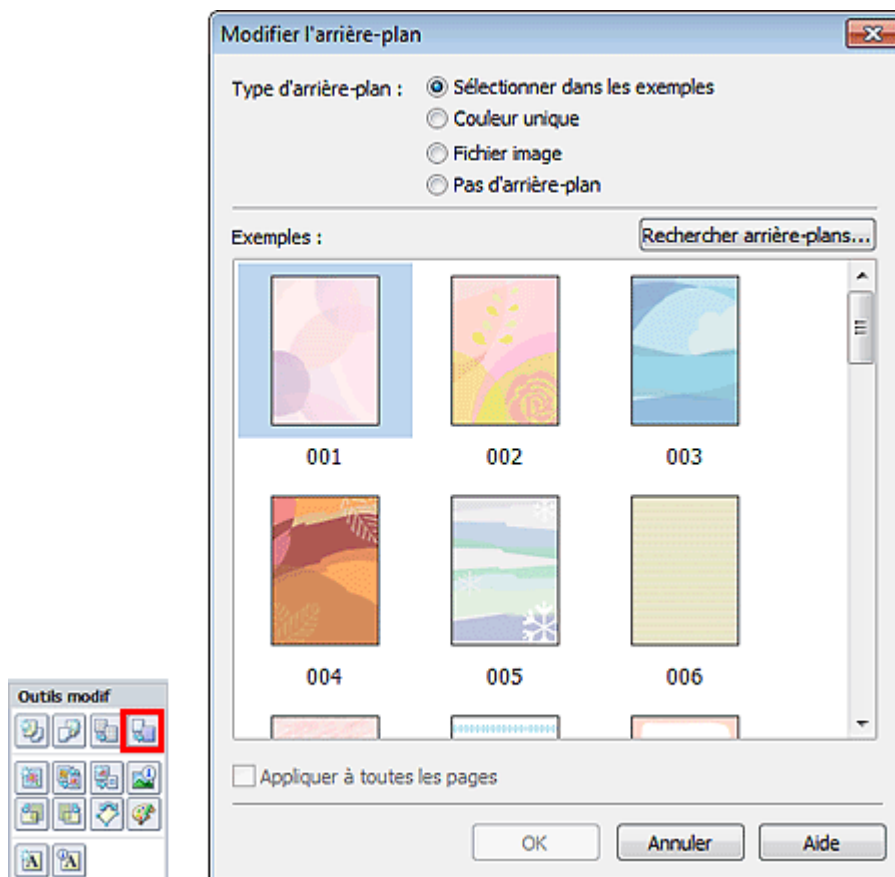 Modifier l'arrière-plan
Type d'arrière-plan :
Sélectionner dans les exemples
Couleur unique
Fichier image
Pas d'arrière-plan
Exemples :
Rechercher arrière-plans...
001 002 003
004 005 006
Appliquer à toutes les pages
OK Annuler Aide
Outils modif